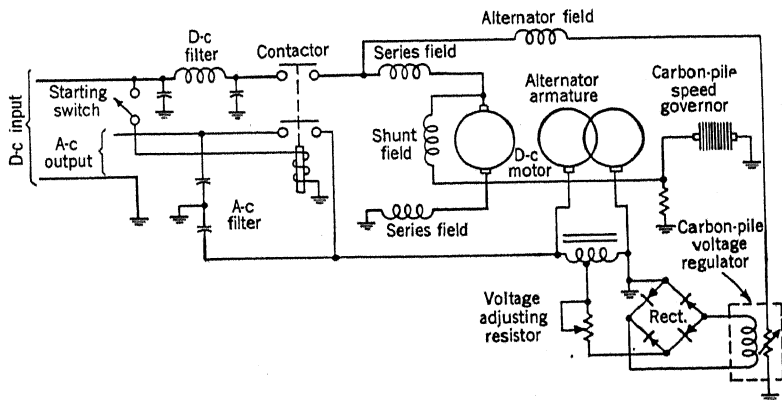 Alternator field
D-c
filter
Contactor
Series field
Alternator
armature
Carbon-pile
speed
governor
Starting
switch
D-c input
A-c
output
Shunt
field
D-c
motor
A-c
filter
Series field
Carbon-pile
voltage
regulator
Voltage
adjusting
resistor
Rect.